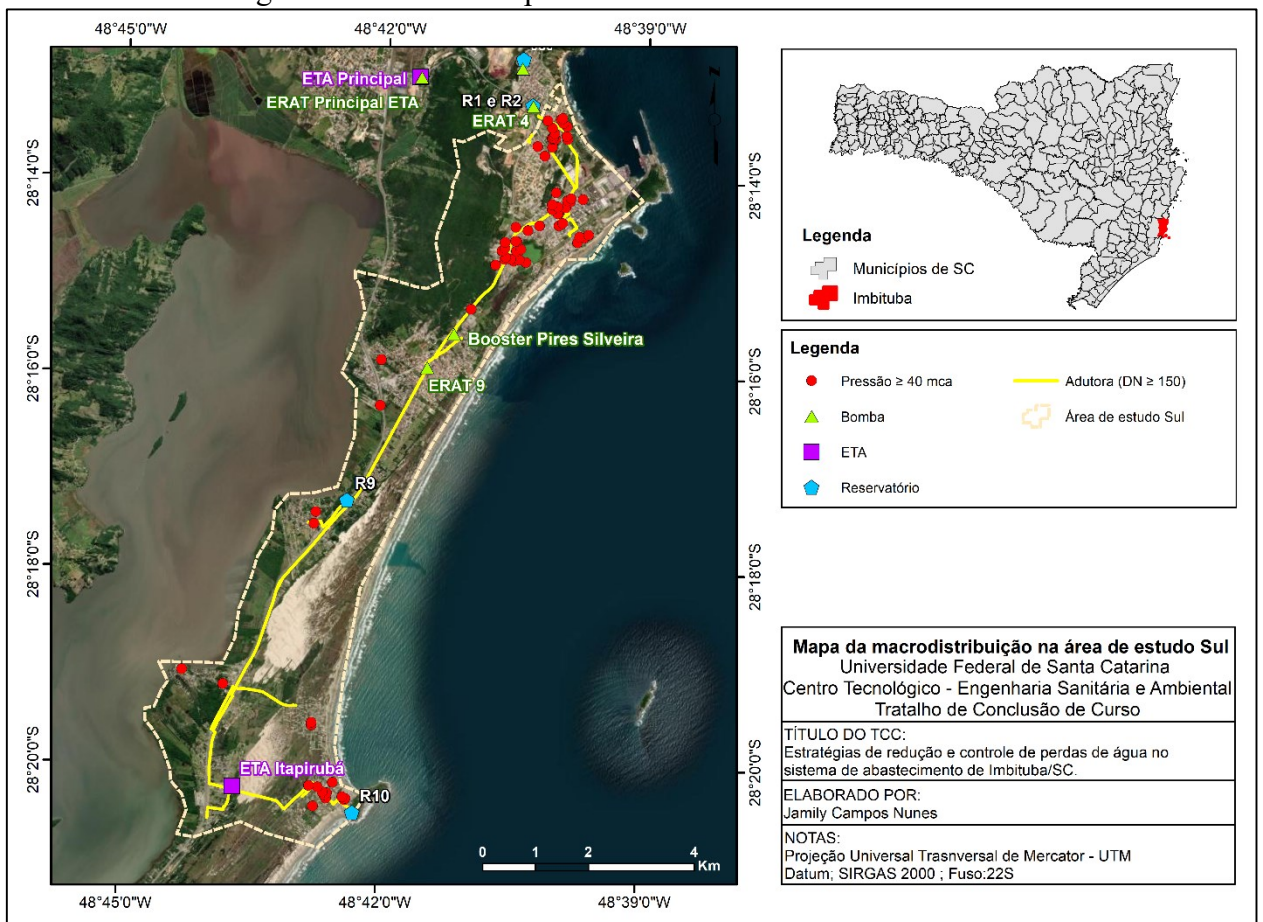 48°45'0"W
48°42'0"W
48°39'0"W
ETA Principal
ERAT Principal ETA
R1 e R2
ERAT 4
28°14'0"S
28°14'0"S
Booster Pires Silveira
ERAT 9
28°16'0"S
28°16'0"S
R9
28°18'0"S
28°18'0"S
ETA Itapirubá
R10
28°20'0"S
28°20'0"S
0 1 2 4
Km
48°45'0"W
48°42'0"W
48°39'0"W
Legenda
Municípios de SC
Imbituba
Legenda
Pressão ≥ 40 mca
Adutora (DN ≥ 150)
Bomba
Área de estudo Sul
ETA
Reservatório
Mapa da macrodistribuição na área de estudo Sul
Universidade Federal de Santa Catarina
Centro Tecnológico - Engenharia Sanitária e Ambiental
Tratalho de Conclusão de Curso
TÍTULO DO TCC:
Estratégias de redução e controle de perdas de água no
sistema de abastecimento de Imbituba/SC.
ELABORADO POR:
Jamily Campos Nunes
NOTAS:
Projeção Universal Trasnversal de Mercator - UTM
Datum; SIRGAS 2000 ; Fuso:22S